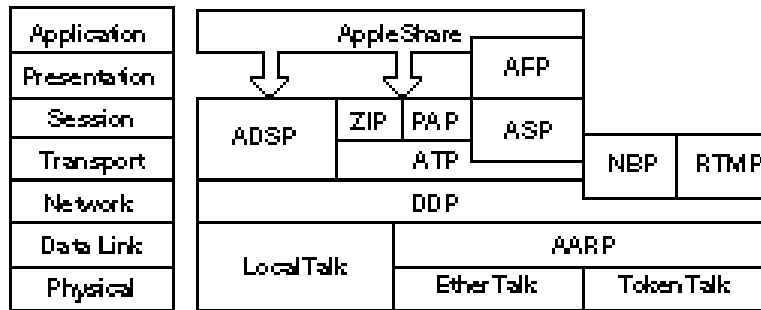 Application
Presentation
Session
Transport
Network
Data Link
Physical
AppleShare
AFP
ADSP
ZIP
PAP
ASP
ATP
NBP
RTMP
DDP
LocalTalk
AARP
EtherTalk
TokenTalk